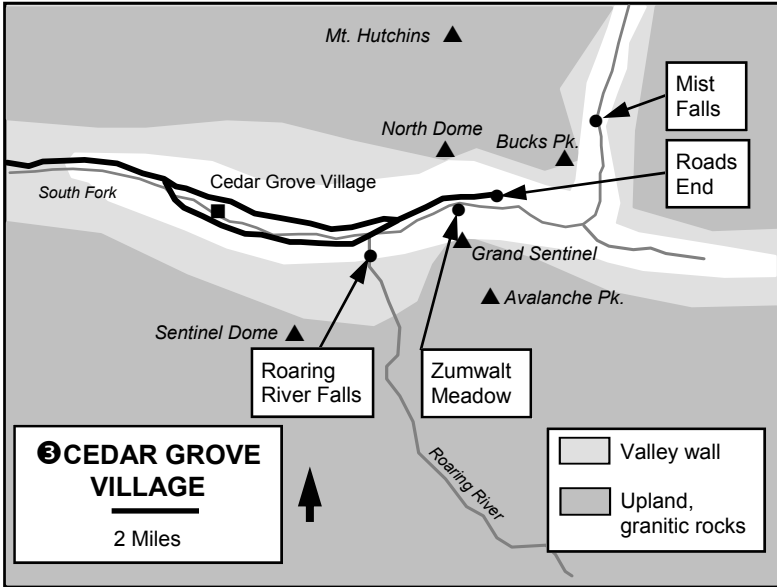 Mt. Hutchins
Mist
Falls
North Dome
Bucks Pk.
Roads
End
Cedar Grove Village
South Fork
Grand Sentinel
Avalanche Pk.
Sentinel Dome
Roaring
River Falls
Zumwalt
Meadow
❸CEDAR GROVE
VILLAGE
2 Miles
Roaring River
Valley wall
Upland,
granitic rocks